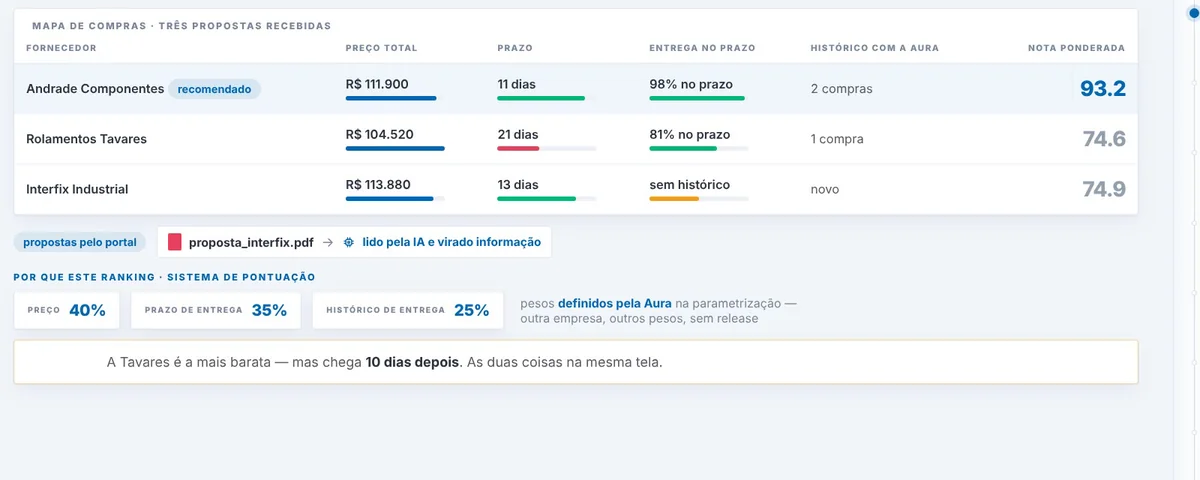 MAPA DE COMPRAS · TRÊS PROPOSTAS RECEBIDAS
FORNECEDOR PREÇO TOTAL PRAZO ENTREGA NO PRAZO HISTÓRICO COM A AURA NOTA PONDERADA
Andrade Componentes recomendado R$ 111.900 11 dias 98% no prazo 2 compras 93.2
Rolamentos Tavares R$ 104.520 21 dias 81% no prazo 1 compra 74.6
Interfix Industrial R$ 113.880 13 dias sem histórico novo 74.9
propostas pelo portal proposta_interfix.pdf → lido pela IA e virado informação
POR QUE ESTE RANKING · SISTEMA DE PONTUAÇÃO
PREÇO 40% PRAZO DE ENTREGA 35% HISTÓRICO DE ENTREGA 25%
pesos definidos pela Aura na parametrização —
outra empresa, outros pesos, sem release
A Tavares é a mais barata — mas chega 10 dias depois. As duas coisas na mesma tela.